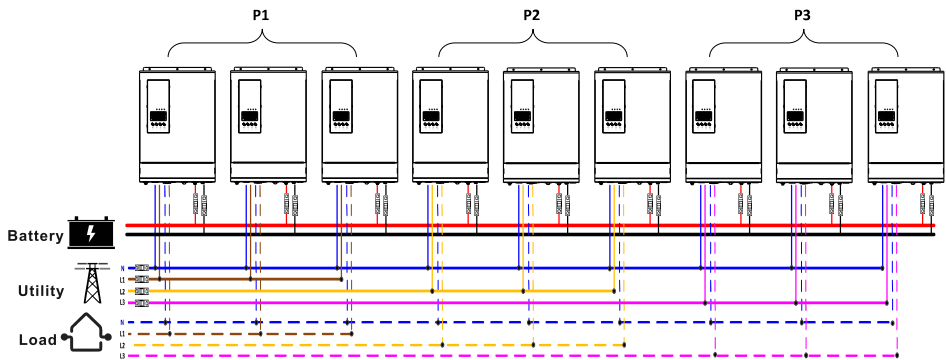 P1 P2 P3
Battery
Utility
N
L1
L2
L3
Load
N
L1
L2
L3